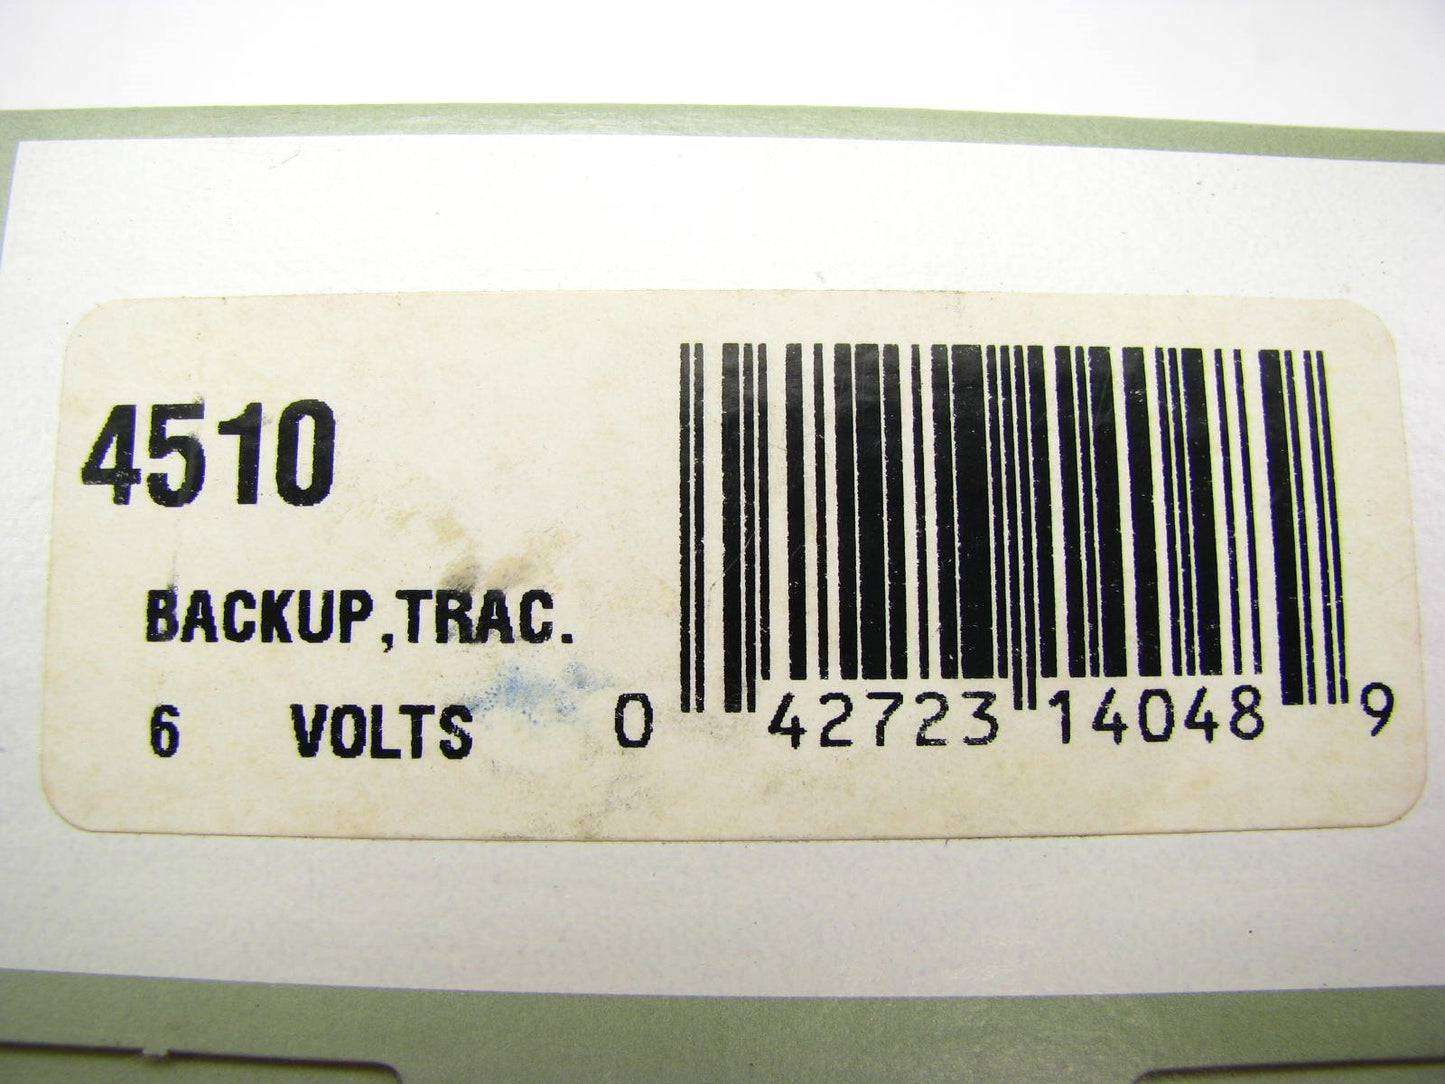 4510
BACKUP,TRAC.
6 VOLTS
0 42723 14048 9